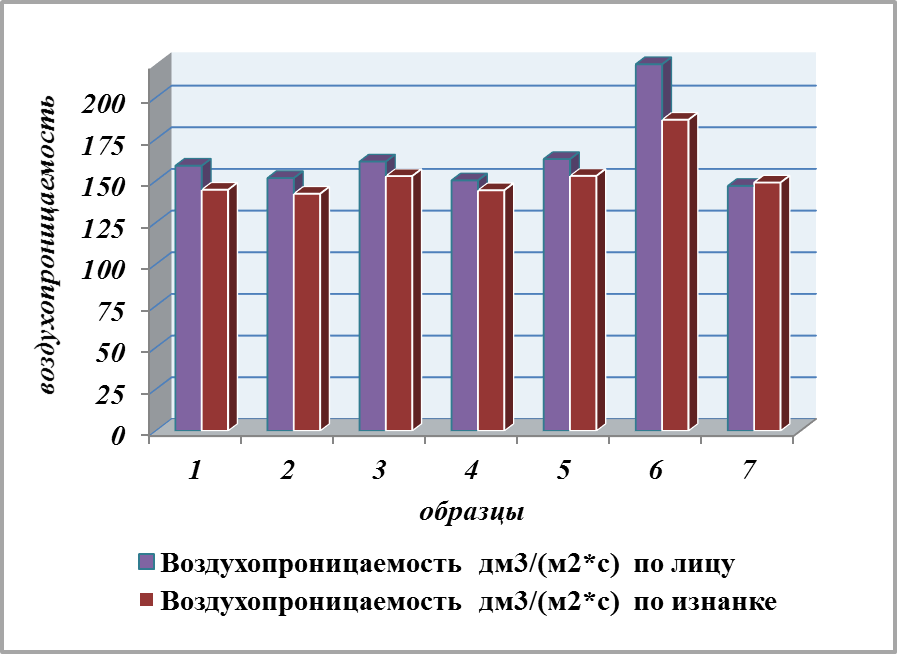 воздухопроницаемость
200
175
150
125
100
75
50
25
0
1 2 3 4 5 6 7
образцы
Воздухопроницаемость дм3/(м2*с) по лицу
Воздухопроницаемость дм3/(м2*с) по изнанке